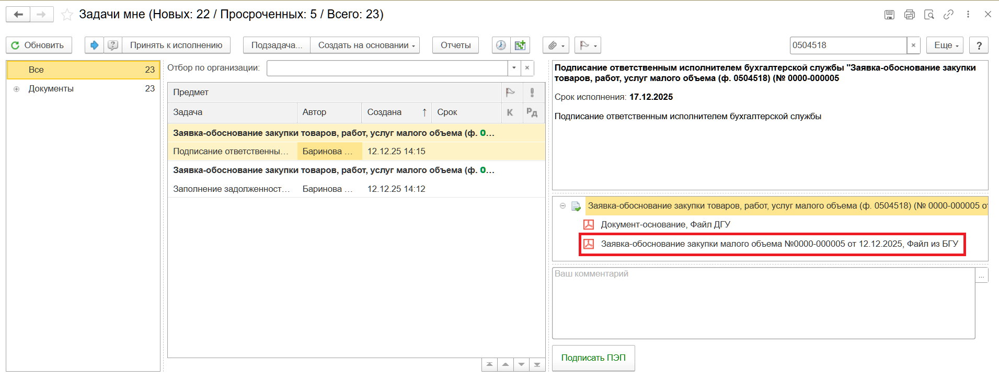 Задачи мне (Новых: 22 / Просроченных: 5 / Всего: 23)
Обновить
?
Принять к исполнению
Подзадача...
Создать на основании
Отчеты
0504518
×
Еще
?
Все 23
Документы 23
Отбор по организации:
×
Предмет
Задача Автор Создана ↑ Срок К Рд
Заявка-обоснование закупки товаров, работ, услуг малого объема (ф. 0…
Подписание ответственны… Баринова … 12.12.25 14:15
Заявка-обоснование закупки товаров, работ, услуг малого объема (ф. 0…
Заполнение задолженност… Баринова … 12.12.25 14:12
Подписание ответственным исполнителем бухгалтерской службы "Заявка-обоснование закупки
товаров, работ, услуг малого объема (ф. 0504518) (№ 0000-000005
Срок исполнения: 17.12.2025
Подписание ответственным исполнителем бухгалтерской службы
Заявка-обоснование закупки товаров, работ, услуг малого объема (ф. 0504518) (№ 0000-000005 от
Документ-основание, Файл ДГУ
Заявка-обоснование закупки малого объема №0000-000005 от 12.12.2025, Файл из БГУ
Ваш комментарий
...
Подписать ПЭП